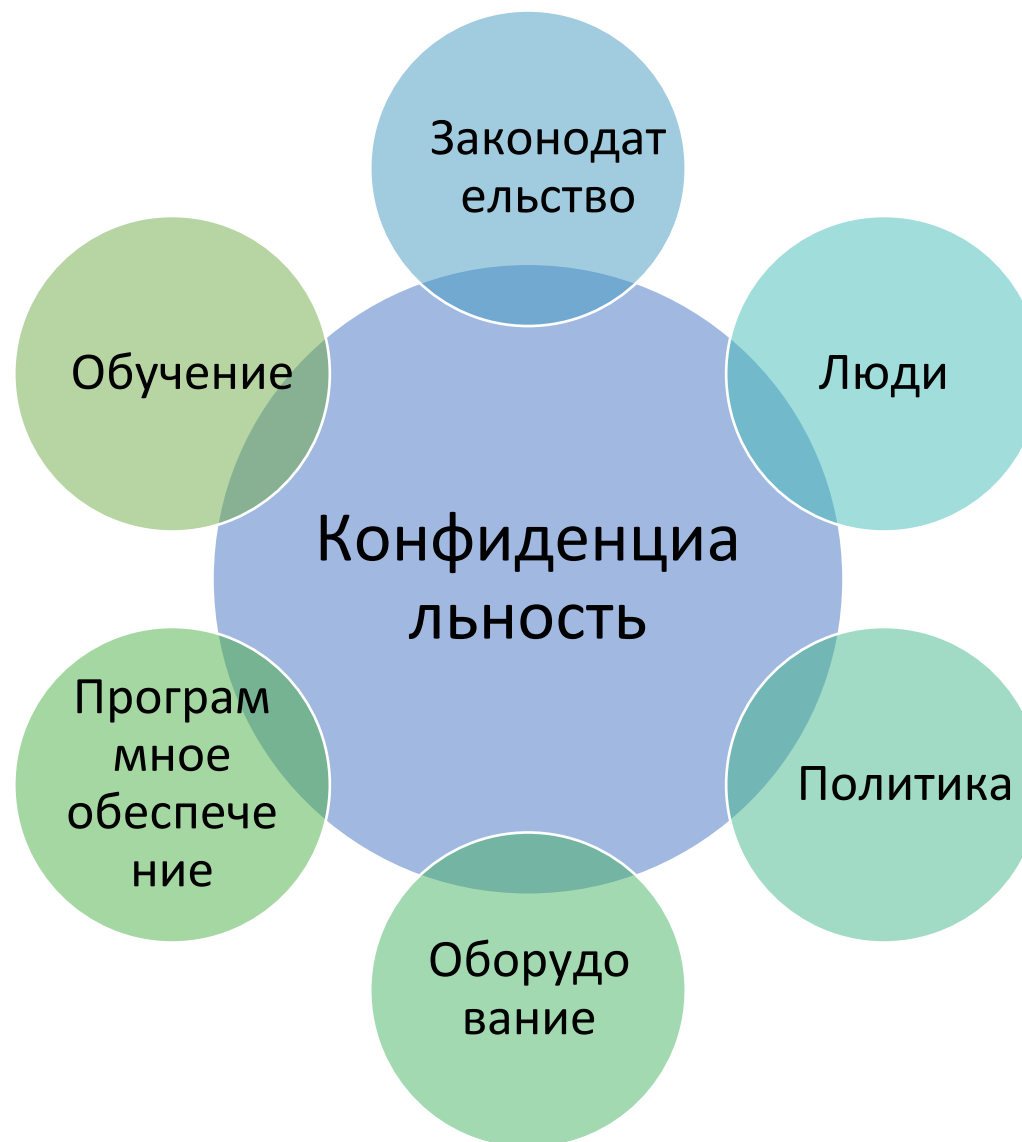 Законодат
ельство
Обучение
Люди
Конфиденциа
льность
Програм
мное
обеспече
ние
Политика
Оборудо
вание